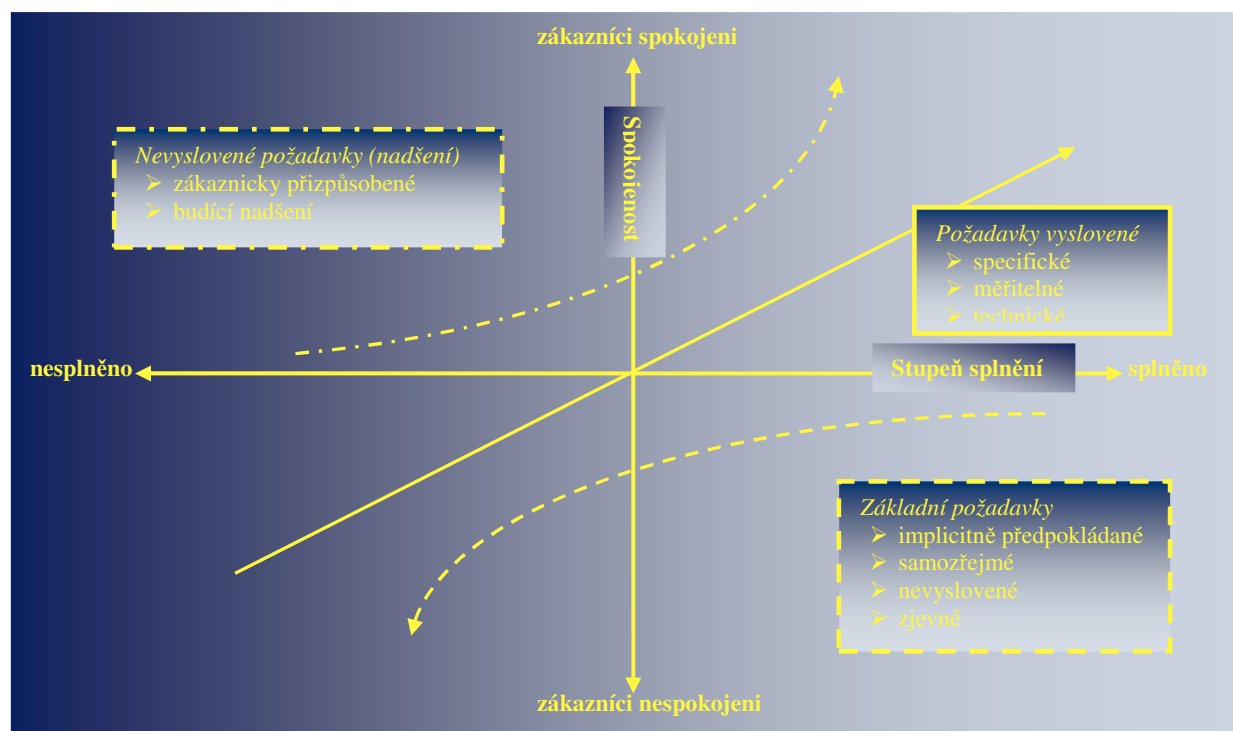 zákazníci spokojeni
Spokojenost
Nevyslovené požadavky (nadšení)
➢ zákaznicky přizpůsobené
➢ budící nadšení
Požadavky vyslovené
➢ specifické
➢ měřitelné
➢ technické
nesplněno
Stupeň splnění
splněno
Základní požadavky
➢ implicitně předpokládané
➢ samozřejmé
➢ nevyslovené
➢ zjevné
zákazníci nespokojeni